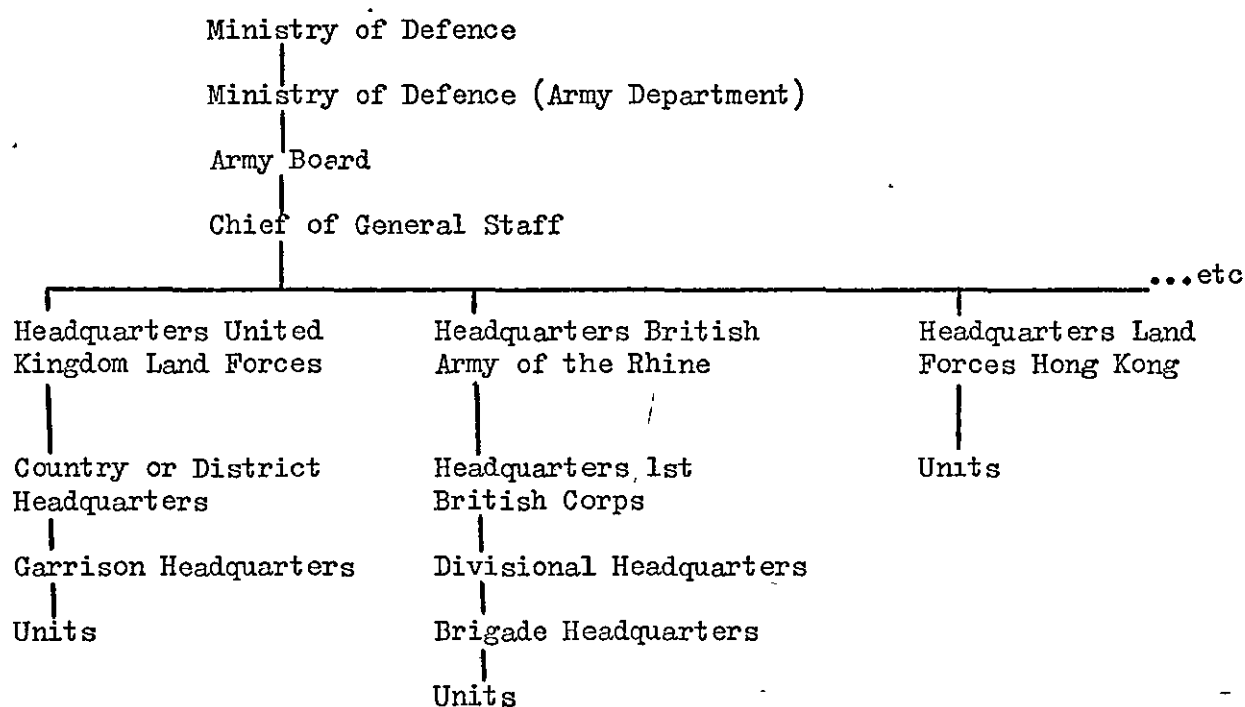 Ministry of Defence
Ministry of Defence (Army Department)
Army Board
Chief of General Staff
...etc
Headquarters United
Kingdom Land Forces
Country or District
Headquarters
Garrison Headquarters
Units
Headquarters British
Army of the Rhine
Headquarters 1st
British Corps
Divisional Headquarters
Brigade Headquarters
Units
Headquarters Land
Forces Hong Kong
Units